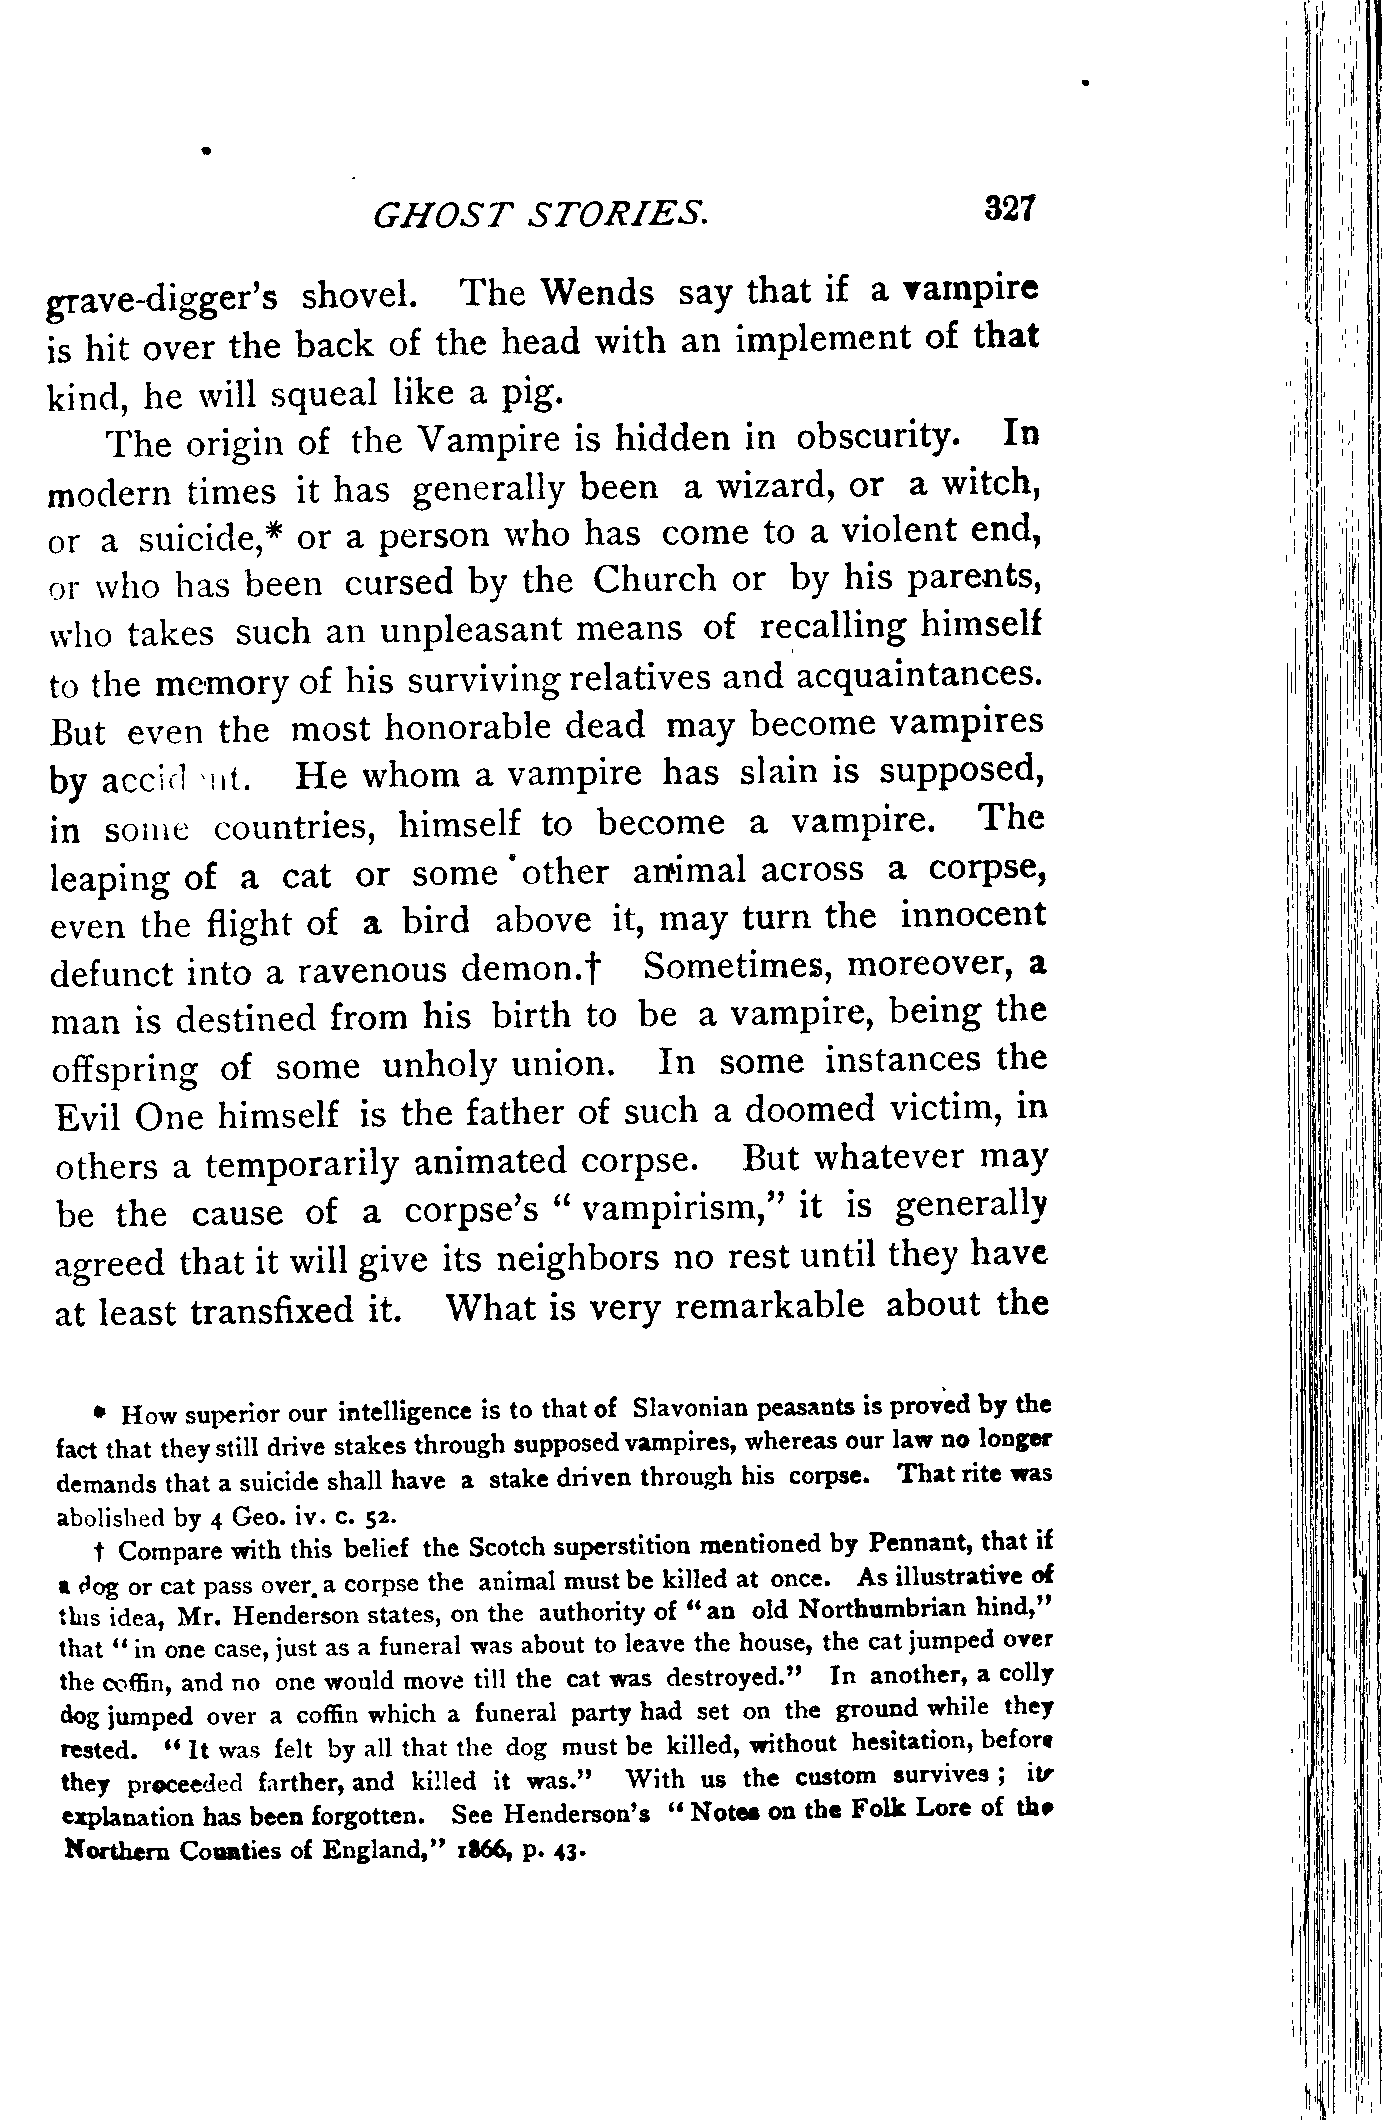 GHOST STORIES. 327
grave-digger's shovel. The Wends say that if a vampire
is hit over the back of the head with an implement of that
kind, he will squeal like a pig.
The origin of the Vampire is hidden in obscurity. In
modern times it has generally been a wizard, or a witch,
or a suicide,* or a person who has come to a violent end,
or who has been cursed by the Church or by his parents,
who takes such an unpleasant means of recalling himself
to the memory of his surviving relatives and acquaintances.
But even the most honorable dead may become vampires
by accident. He whom a vampire has slain is supposed,
in some countries, himself to become a vampire. The
leaping of a cat or some other animal across a corpse,
even the flight of a bird above it, may turn the innocent
defunct into a ravenous demon.† Sometimes, moreover, a
man is destined from his birth to be a vampire, being the
offspring of some unholy union. In some instances the
Evil One himself is the father of such a doomed victim, in
others a temporarily animated corpse. But whatever may
be the cause of a corpse's "vampirism," it is generally
agreed that it will give its neighbors no rest until they have
at least transfixed it. What is very remarkable about the
* How superior our intelligence is to that of Slavonian peasants is proved by the
fact that they still drive stakes through supposed vampires, whereas our law no longer
demands that a suicide shall have a stake driven through his corpse. That rite was
abolished by 4 Geo. iv. c. 52.
† Compare with this belief the Scotch superstition mentioned by Pennant, that if
a dog or cat pass over a corpse the animal must be killed at once. As illustrative of
this idea, Mr. Henderson states, on the authority of "an old Northumbrian hind,"
that "in one case, just as a funeral was about to leave the house, the cat jumped over
the coffin, and no one would move till the cat was destroyed." In another, a colly
dog jumped over a coffin which a funeral party had set on the ground while they
rested. "It was felt by all that the dog must be killed, without hesitation, before
they proceeded farther, and killed it was." With us the custom survives; its
explanation has been forgotten. See Henderson's "Notes on the Folk Lore of the
Northern Counties of England," 1866, p. 43.